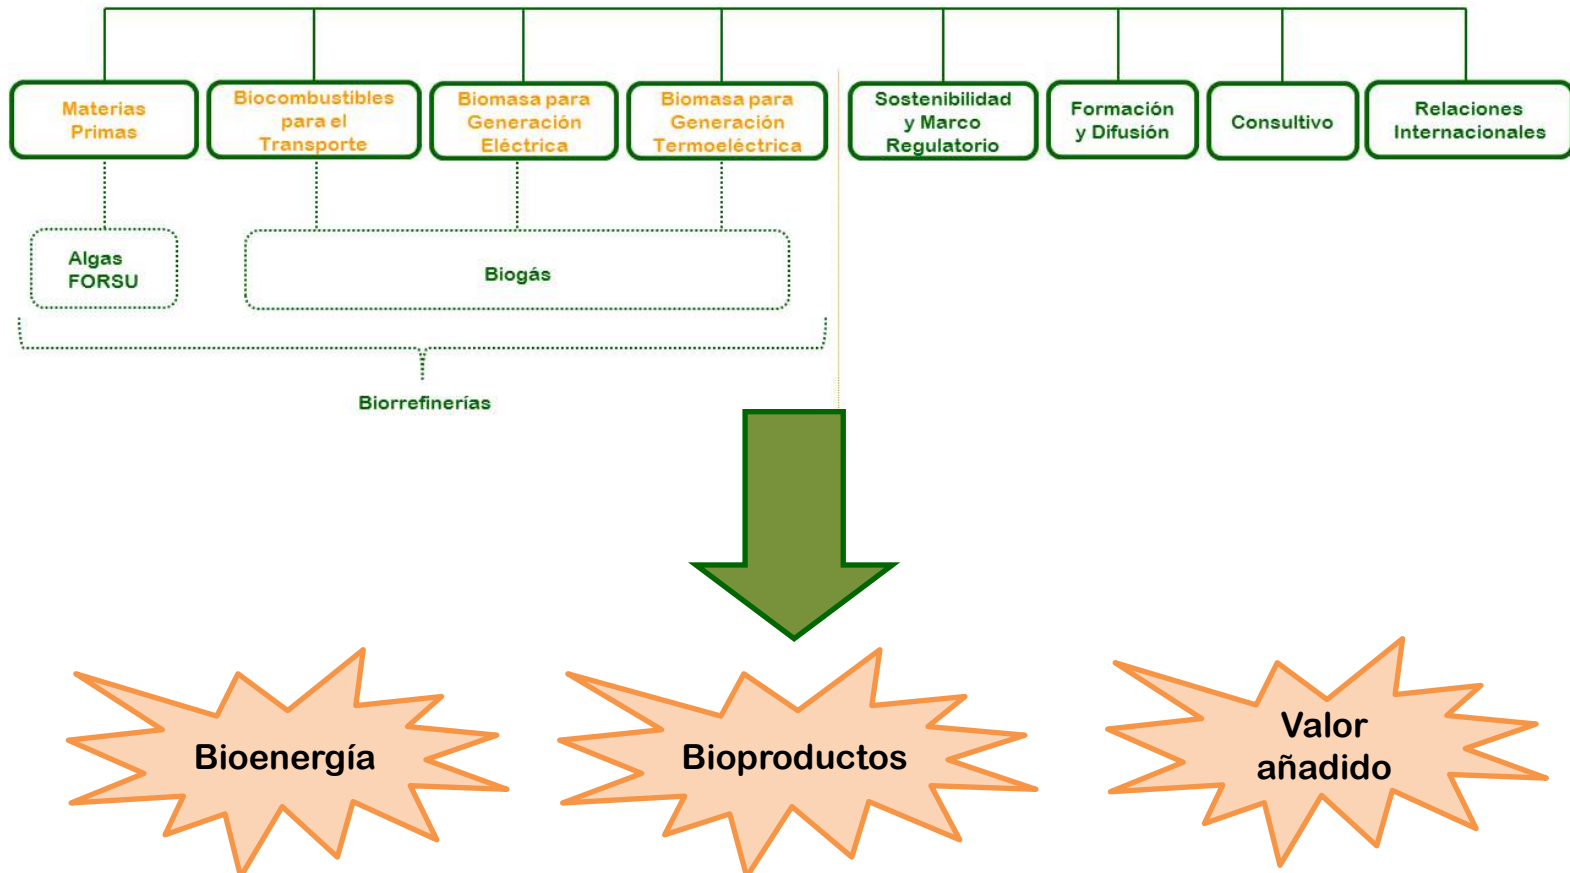 Materias
Primas
Biocombustibles
para el
Transporte
Biomasa para
Generación
Eléctrica
Biomasa para
Generación
Termoeléctrica
Sostenibilidad
y Marco
Regulatorio
Formación
y Difusión
Consultivo
Relaciones
Internacionales
Algas
FORSU
Biogás
Biorrefinerías
Bioenergía
Bioproductos
Valor
añadido